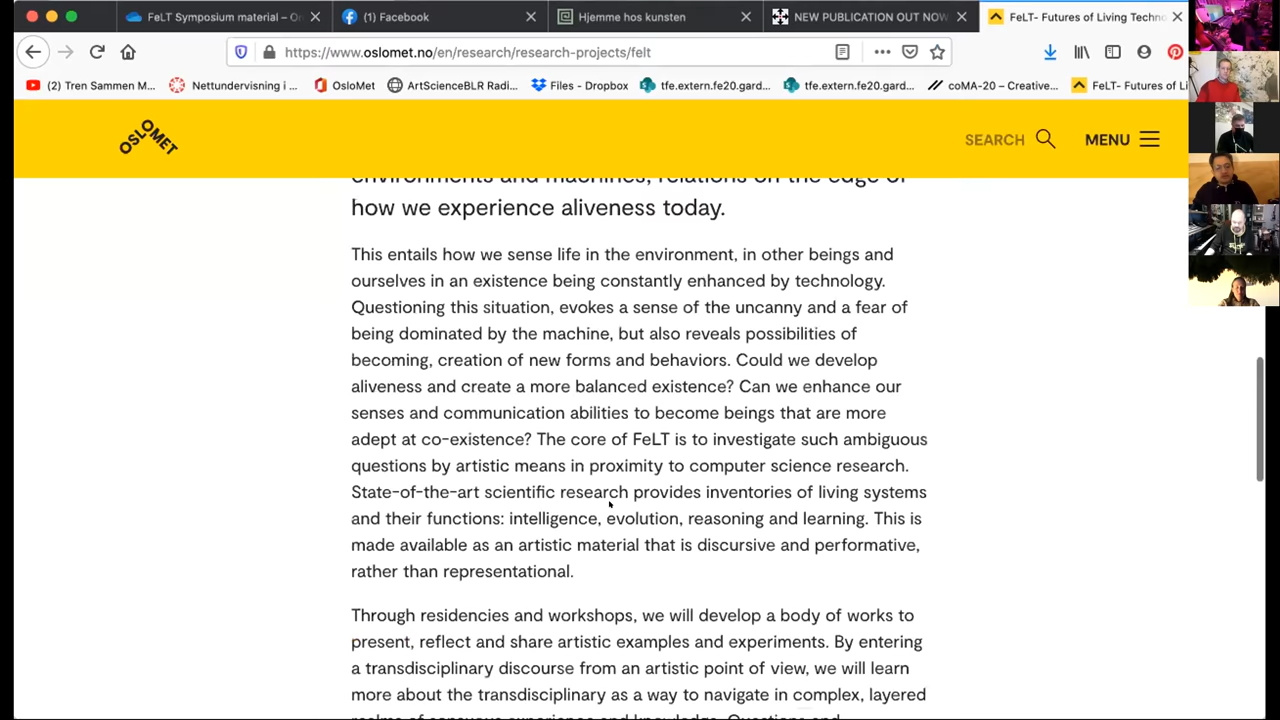 FeLT Symposium material – O
(1) Facebook
Hjemme hos kunsten
NEW PUBLICATION OUT NOW
FeLT- Futures of Living Techno
https://www.oslomet.no/en/research/research-projects/felt
(1) Tren Sammen M...
Nettundervisning i ...
OsloMet
ArtScienceBLR Radi...
Files - Dropbox
tfe.extern.fe20.gard...
tfe.extern.fe20.gard...
coMA-20 – Creative...
FeLT- Futures of Li
OSLOMET
SEARCH
MENU
environments and machines, relations on the edge of
how we experience aliveness today.
This entails how we sense life in the environment, in other beings and
ourselves in an existence being constantly enhanced by technology.
Questioning this situation, evokes a sense of the uncanny and a fear of
being dominated by the machine, but also reveals possibilities of
becoming, creation of new forms and behaviors. Could we develop
aliveness and create a more balanced existence? Can we enhance our
senses and communication abilities to become beings that are more
adept at co-existence? The core of FeLT is to investigate such ambiguous
questions by artistic means in proximity to computer science research.
State-of-the-art scientific research provides inventories of living systems
and their functions: intelligence, evolution, reasoning and learning. This is
made available as an artistic material that is discursive and performative,
rather than representational.
Through residencies and workshops, we will develop a body of works to
present, reflect and share artistic examples and experiments. By entering
a transdisciplinary discourse from an artistic point of view, we will learn
more about the transdisciplinary as a way to navigate in complex, layered
realms of sensuous experience and knowledge. Questions and